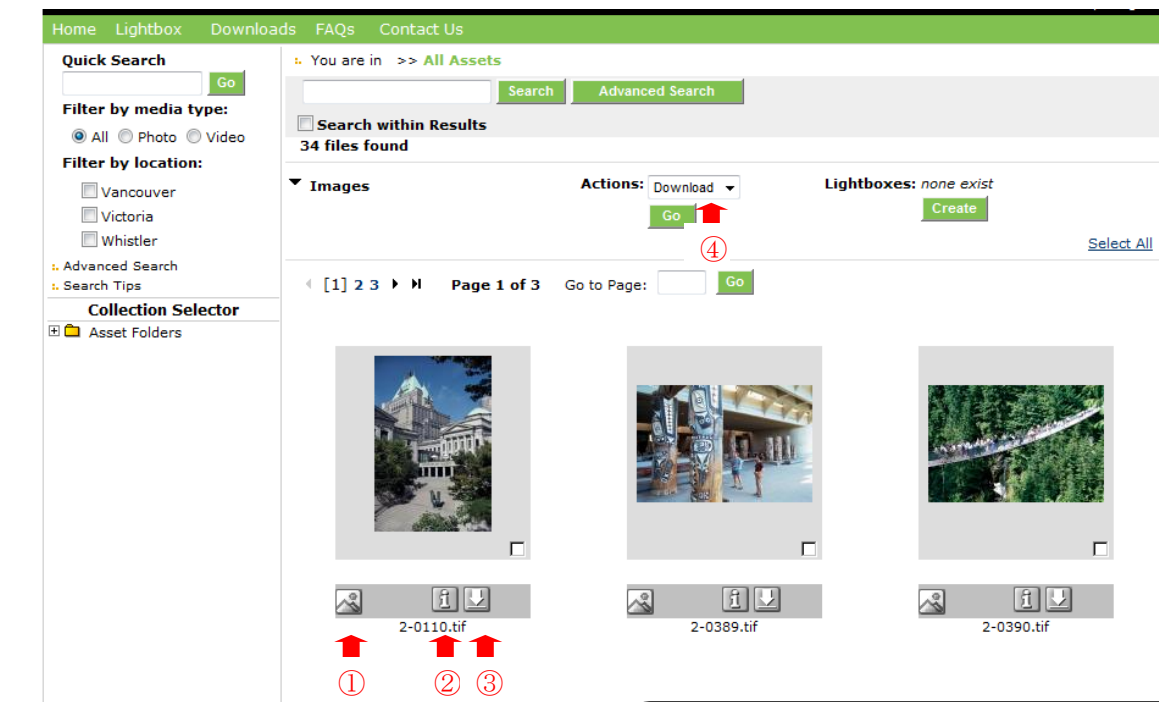 Home Lightbox Downloads FAQs Contact Us
Quick Search
Go
Filter by media type:
All Photo Video
Filter by location:
Vancouver
Victoria
Whistler
:. Advanced Search
:. Search Tips
Collection Selector
Asset Folders
:. You are in >> All Assets
Search Advanced Search
Search within Results
34 files found
Images
Actions: Download
Go
④
Lightboxes: none exist
Create
Select All
[1] 2 3 Page 1 of 3 Go to Page: Go
2-0110.tif 2-0389.tif 2-0390.tif
① ② ③